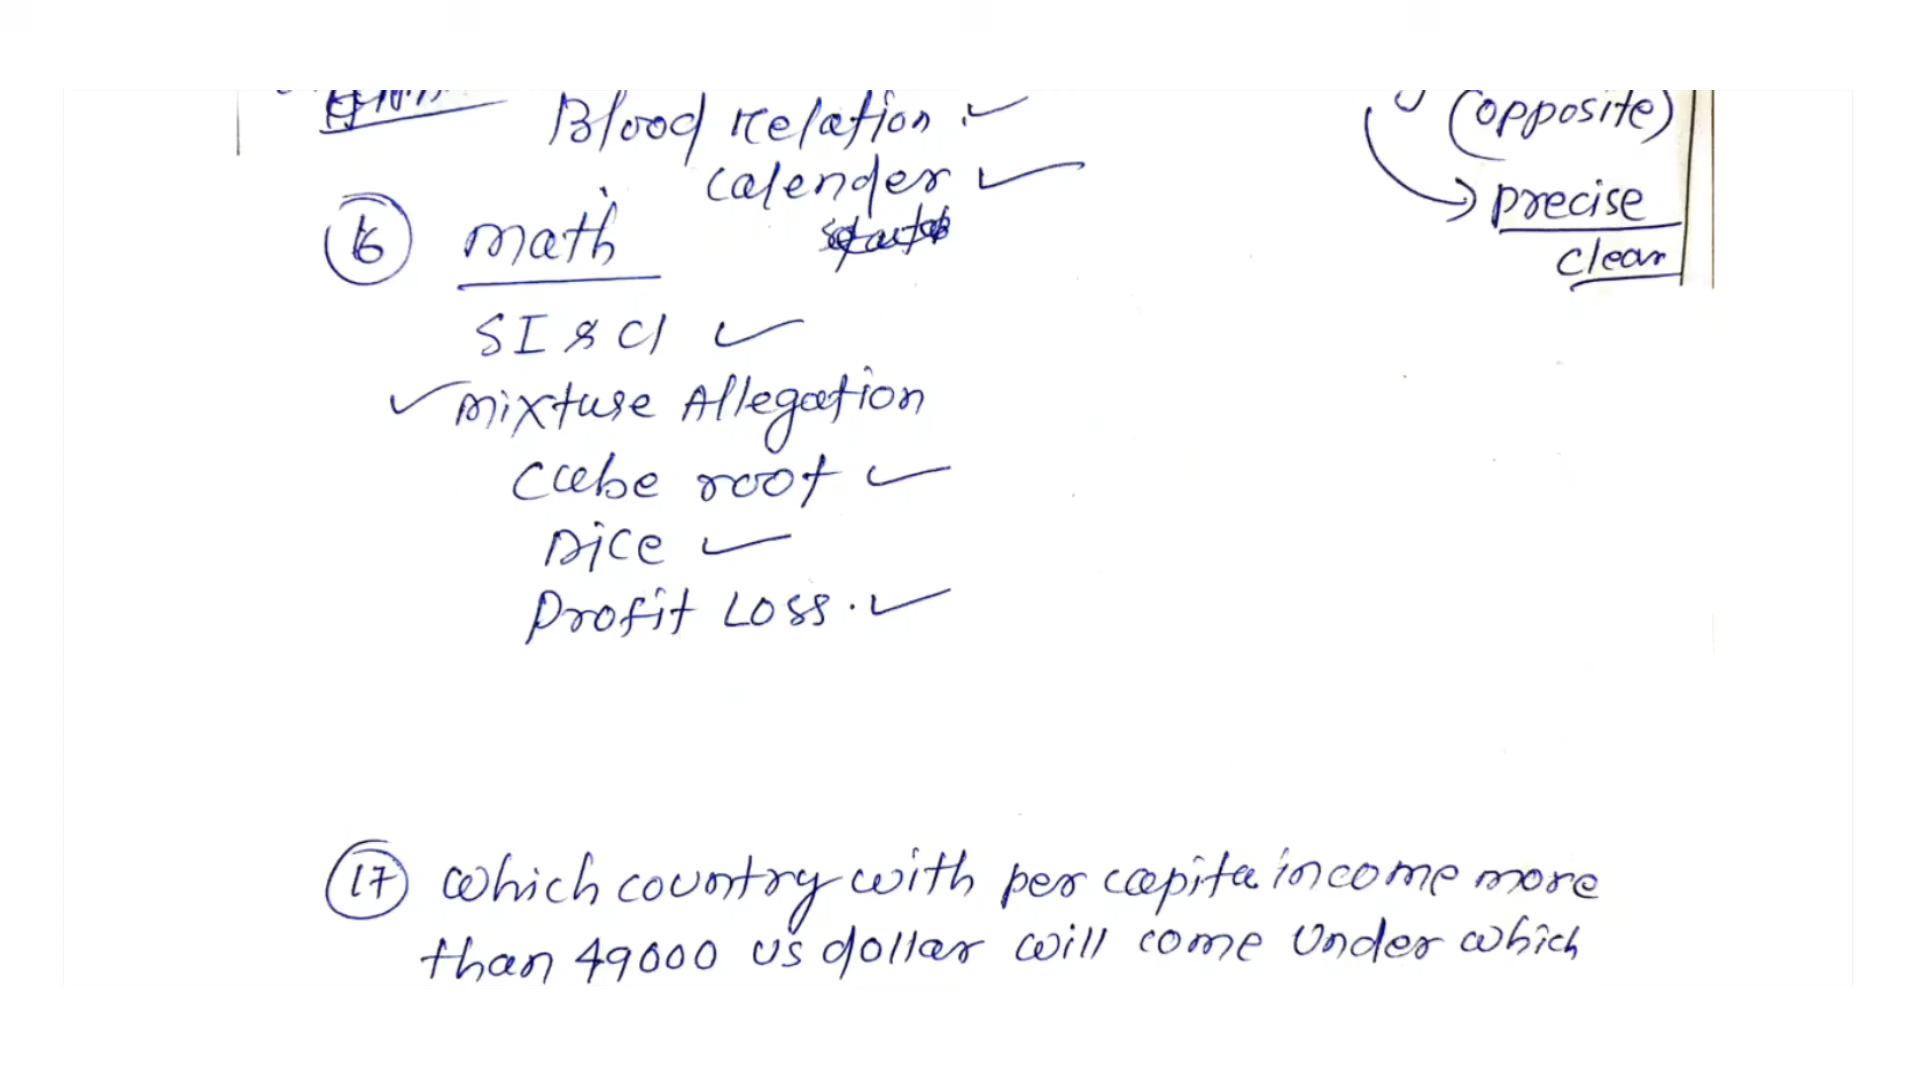 Blood Relation
Calender
(opposite)
precise
clear
16 math
SI & CI
mixture Allegation
Cube root
Dice
Profit Loss.
17 which country with per capita income more
than 49000 us dollar will come Under which